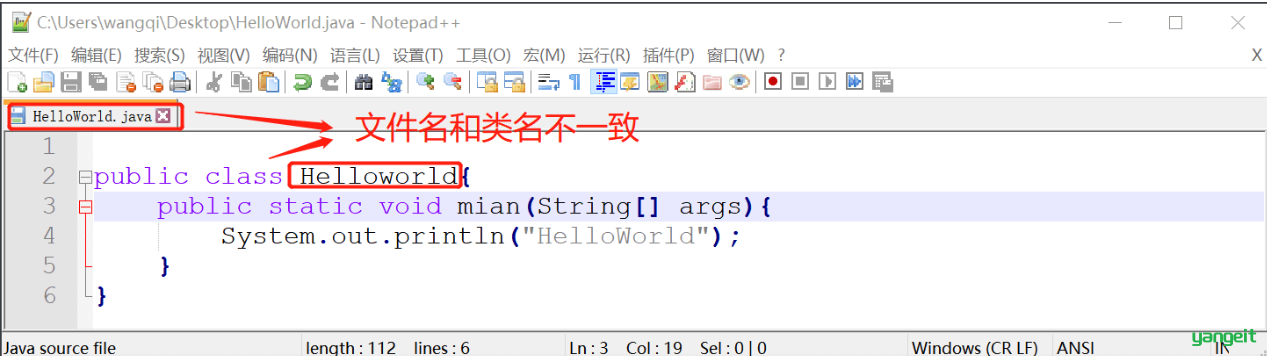 C:\Users\wangqi\Desktop\HelloWorld.java - Notepad++
文件(F) 编辑(E) 搜索(S) 视图(V) 编码(N) 语言(L) 设置(T) 工具(O) 宏(M) 运行(R) 插件(P) 窗口(W) ? X
HelloWorld.java
文件名和类名不一致
1
2 public class Helloworld{
3 public static void mian(String[] args){
4 System.out.println("HelloWorld");
5 }
6 }
yangeit
Java source file length : 112 lines : 6 Ln : 3 Col : 19 Sel : 0 | 0 Windows (CR LF) ANSI IN